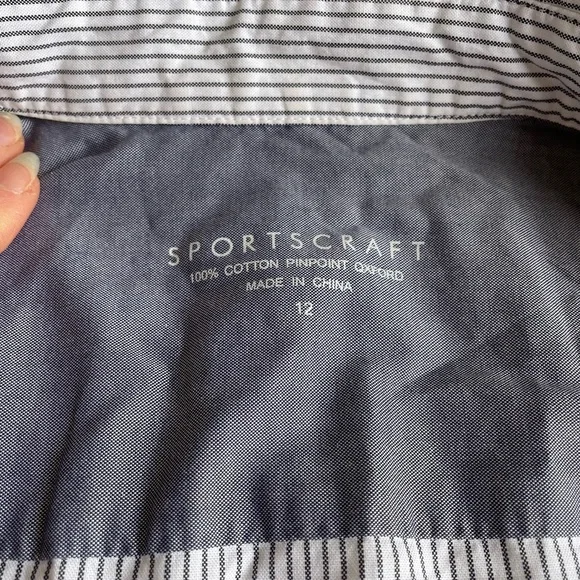 SPORTSCRAFT
100% COTTON PINPOINT OXFORD
MADE IN CHINA
12